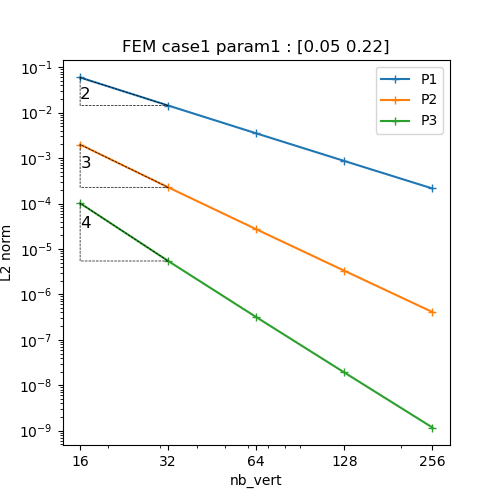 FEM case1 param1 : [0.05 0.22]
P1
P2
P3
10⁻¹
10⁻²
10⁻³
10⁻⁴
10⁻⁵
10⁻⁶
10⁻⁷
10⁻⁸
10⁻⁹
L2 norm
2
3
4
16 32 64 128 256
nb_vert